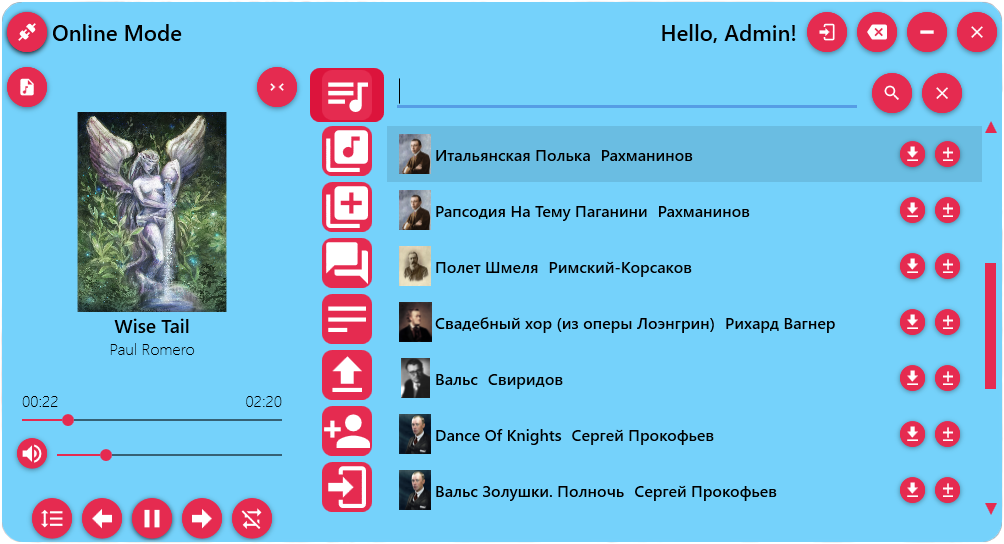 Online Mode
Hello, Admin!
Wise Tail
Paul Romero
00:22 02:20
Итальянская Полька Рахманинов
Рапсодия На Тему Паганини Рахманинов
Полет Шмеля Римский-Корсаков
Свадебный хор (из оперы Лоэнгрин) Рихард Вагнер
Вальс Свиридов
Dance Of Knights Сергей Прокофьев
Вальс Золушки. Полночь Сергей Прокофьев